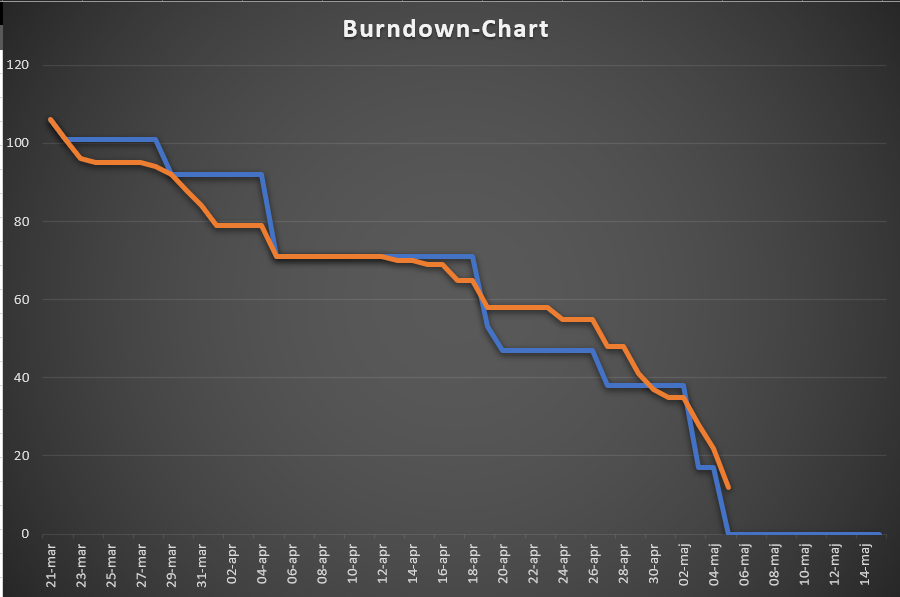 Burndown-Chart
120
100
80
60
40
20
0
21-mar
23-mar
25-mar
27-mar
29-mar
31-mar
02-apr
04-apr
06-apr
08-apr
10-apr
12-apr
14-apr
16-apr
18-apr
20-apr
22-apr
24-apr
26-apr
28-apr
30-apr
02-maj
04-maj
06-maj
08-maj
10-maj
12-maj
14-maj